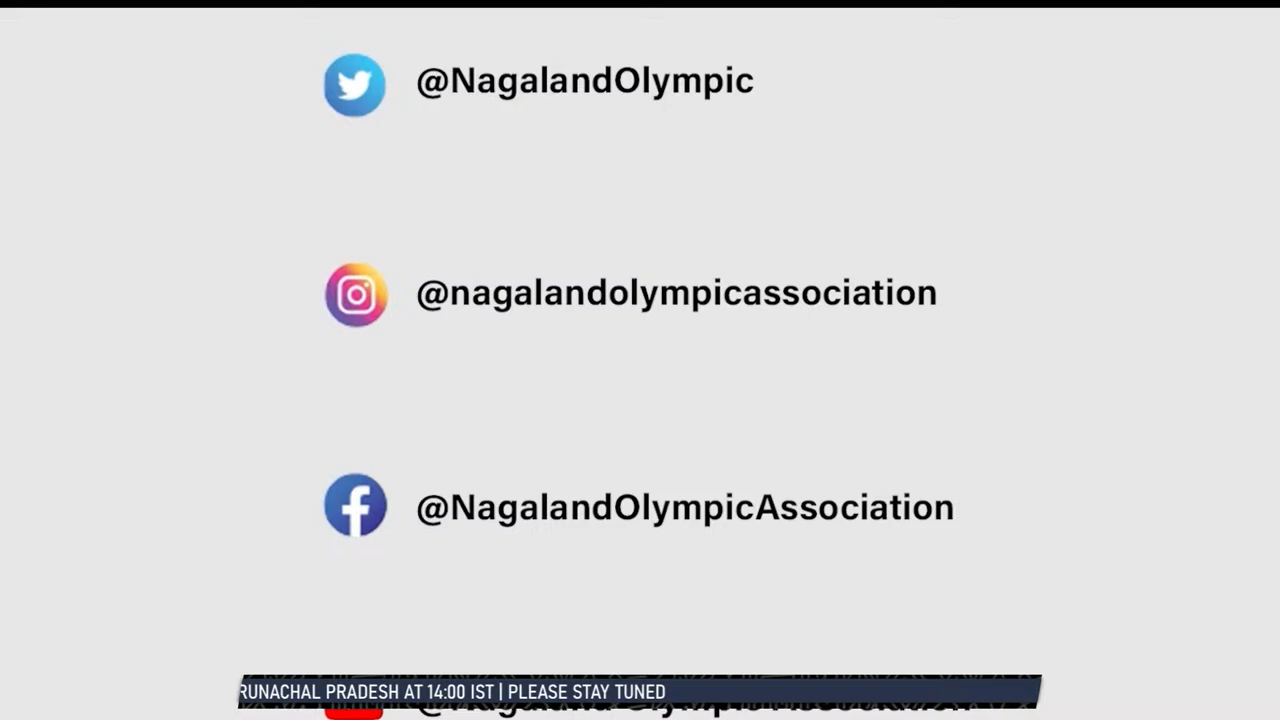 @NagalandOlympic
@nagalandolympicassociation
@NagalandOlympicAssociation
RUNACHAL PRADESH AT 14:00 IST | PLEASE STAY TUNED